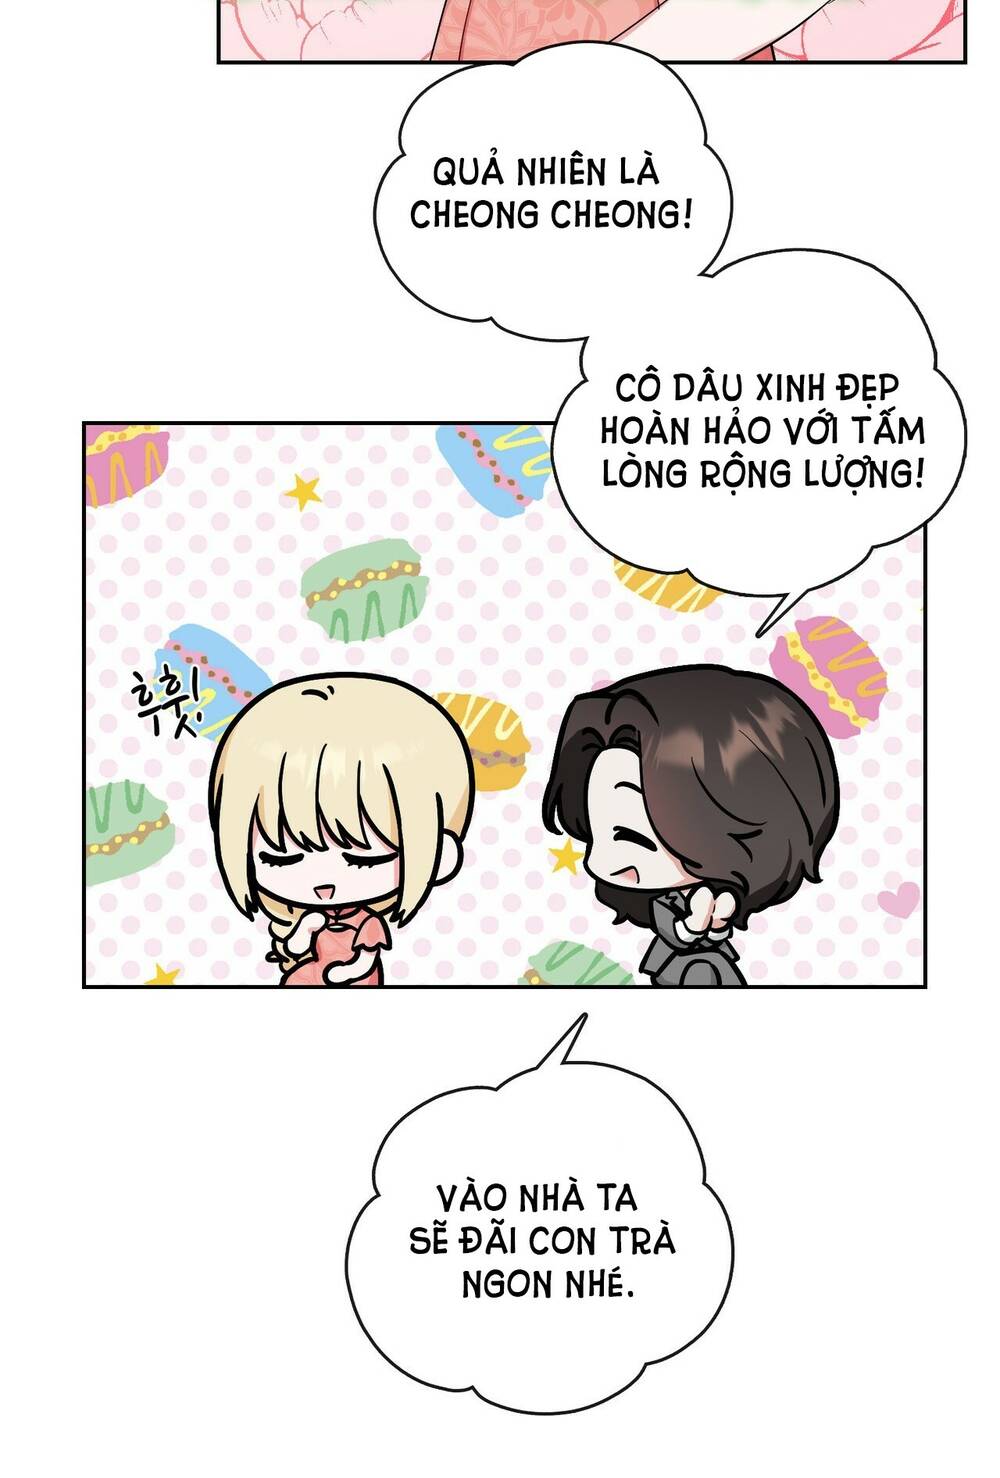 QUẢ NHIÊN LÀ
CHEONG CHEONG!
CÔ DÂU XINH ĐẸP
HOÀN HẢO VỚI TẤM
LÒNG RỘNG LƯỢNG!
후훗!
VÀO NHÀ TA
SẼ ĐÃI CON TRÀ
NGON NHÉ.